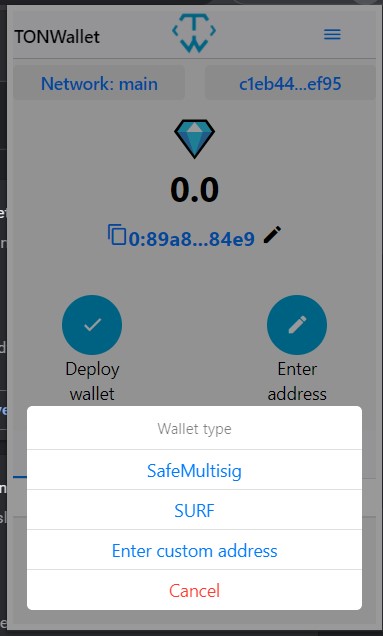 TONWallet
Network: main
c1eb44...ef95
0.0
0:89a8...84e9
Deploy
wallet
Enter
address
Wallet type
SafeMultisig
SURF
Enter custom address
Cancel